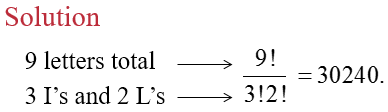 Solution
9 letters total ⟶ 9!
3 I's and 2 L's ⟶ 3!2!
= 30240.